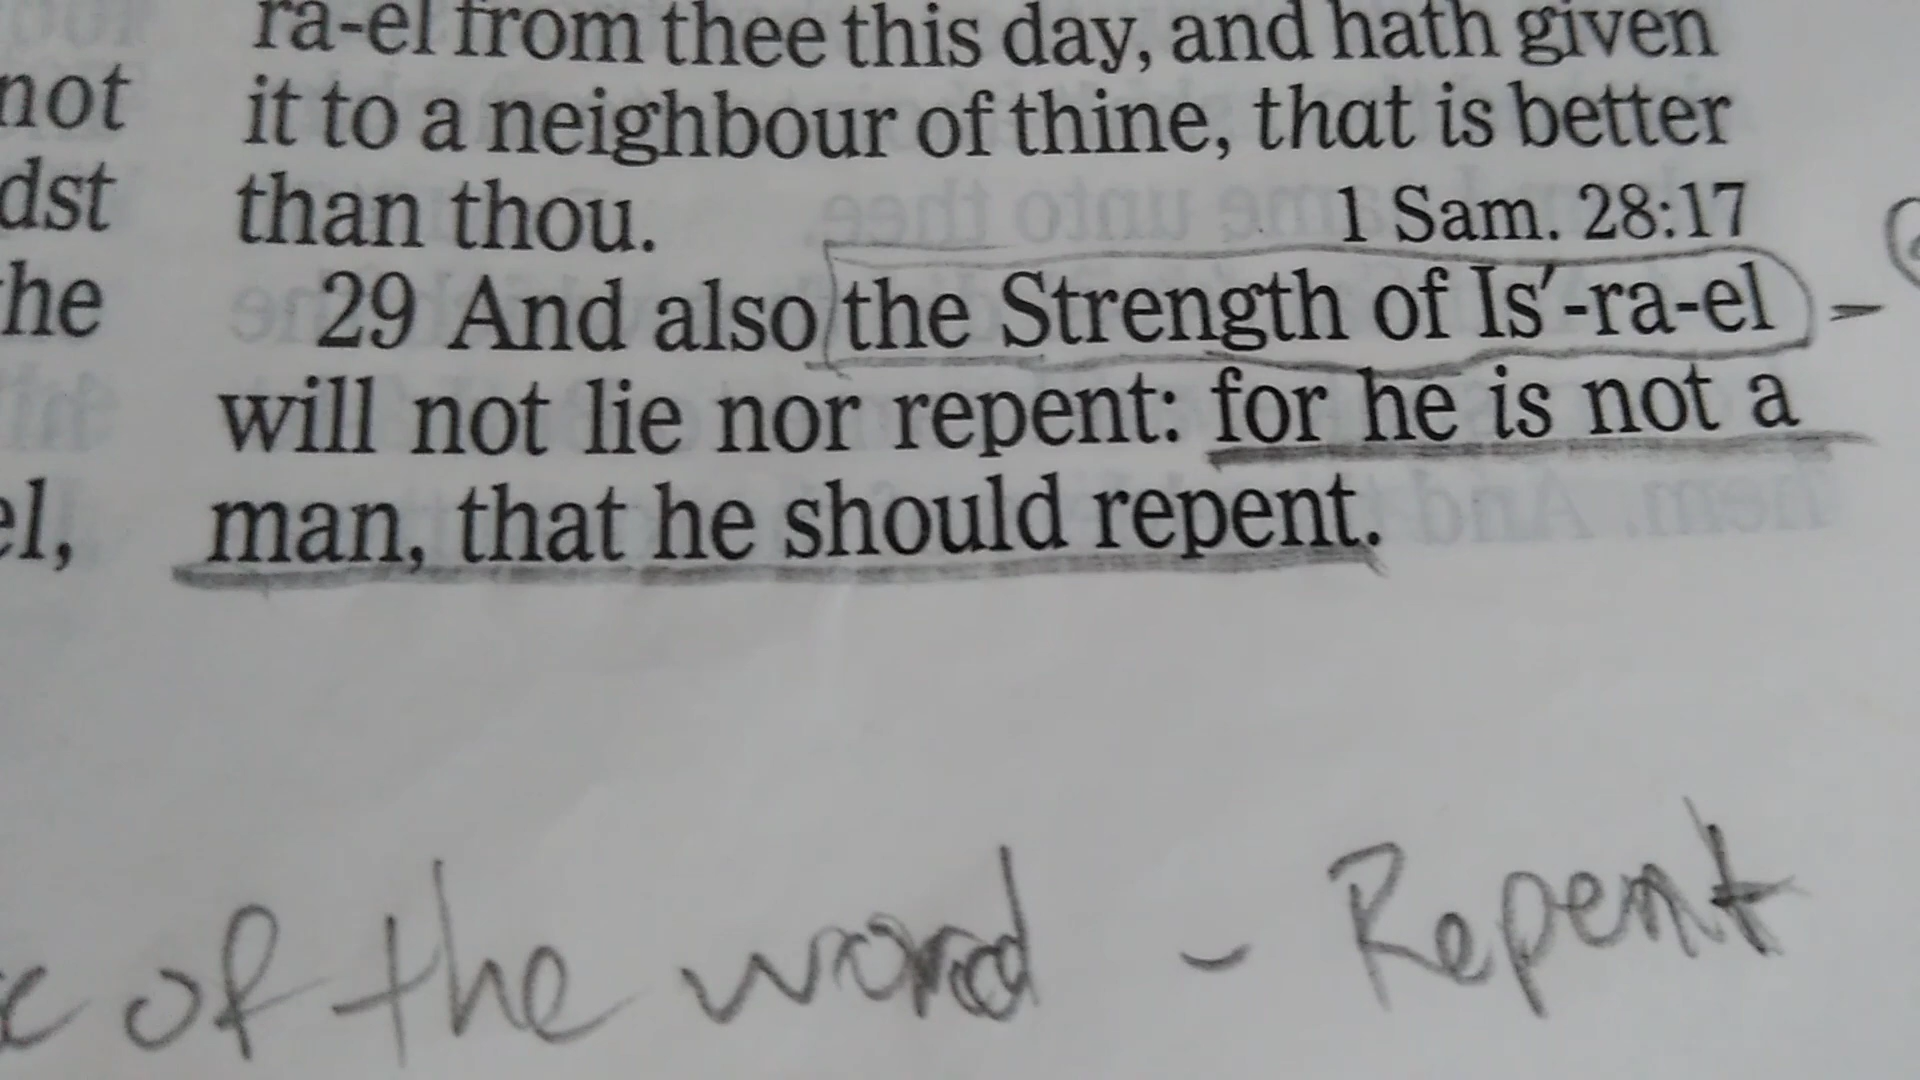 ra-el from thee this day, and hath given
not it to a neighbour of thine, that is better
dst than thou. 1 Sam. 28:17
he 29 And also the Strength of Is′-ra-el –
will not lie nor repent: for he is not a
el, man, that he should repent.
of the word - Repent